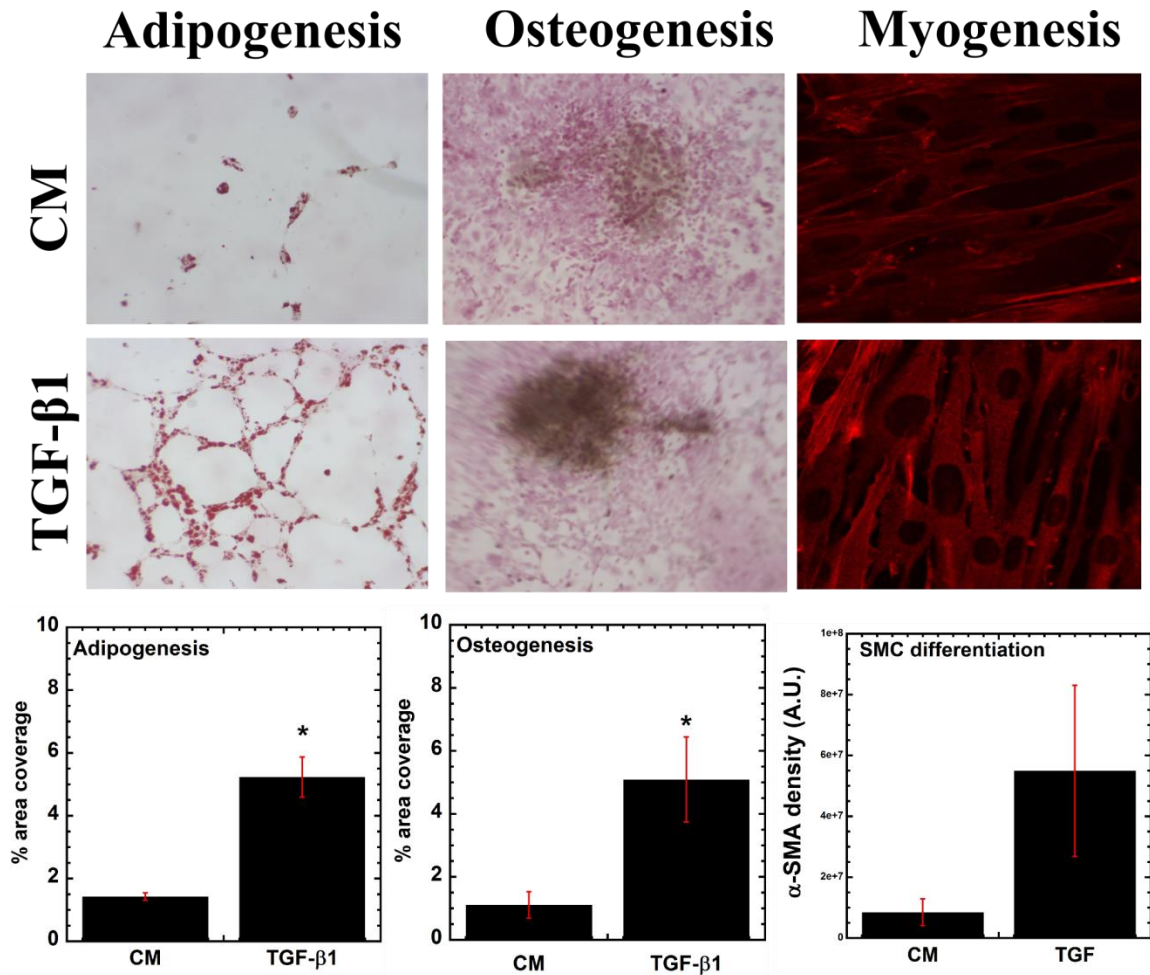 Adipogenesis Osteogenesis Myogenesis
CM
TGF-β1
10
8
6
4
2
0
% area coverage
Adipogenesis
*
CM TGF-β1
10
8
6
4
2
0
% area coverage
Osteogenesis
*
CM TGF-β1
1e+8
8e+7
6e+7
4e+7
2e+7
0
α-SMA density (A.U.)
SMC differentiation
CM TGF